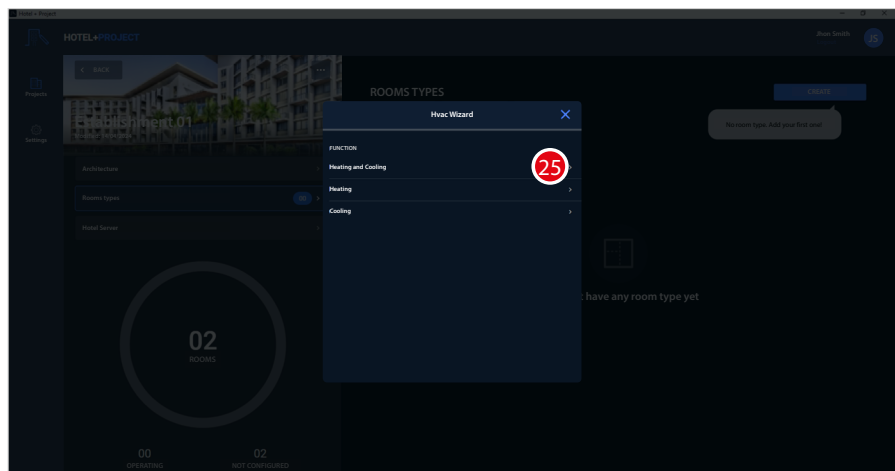 Hotel + Project
HOTEL+PROJECT
Jhon Smith
JS
Projects
Settings
BACK
...
Establishment 01
Architecture
Rooms types
00
Hotel Server
02
ROOMS
00
OPERATING
02
NOT CONFIGURED
ROOMS TYPES
CREATE
No room type. Add your first one!
t have any room type yet
Hvac Wizard
FUNCTION
Heating and Cooling
25
Heating
Cooling